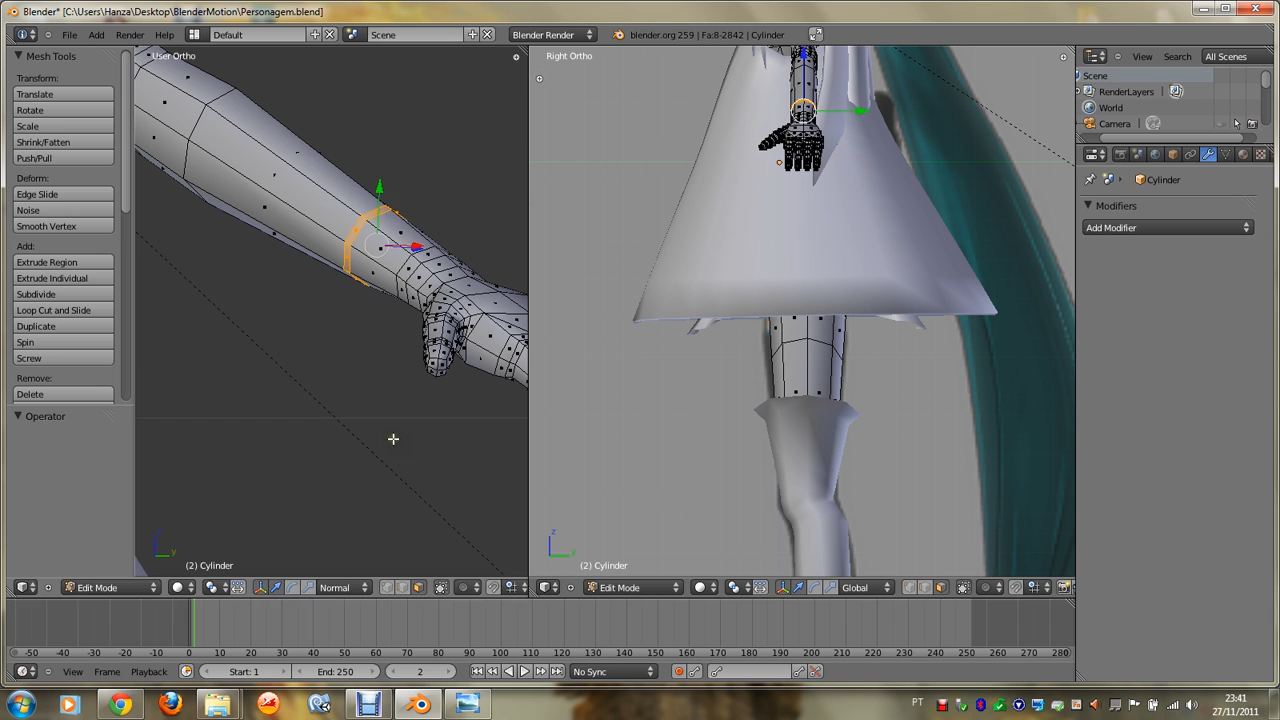 Blender* [C:\Users\Hanza\Desktop\BlenderMotion\Personagem.blend]
File Add Render Help Default Scene Blender Render blender.org 259 | Fa:8-2842 | Cylinder
Mesh Tools
Transform:
Translate
Rotate
Scale
Shrink/Fatten
Push/Pull
Deform:
Edge Slide
Noise
Smooth Vertex
Add:
Extrude Region
Extrude Individual
Subdivide
Loop Cut and Slide
Duplicate
Spin
Screw
Remove:
Delete
Operator
User Ortho
z
y
(2) Cylinder
Edit Mode Normal
Right Ortho
z
y
(2) Cylinder
Edit Mode Global
View Search All Scenes
Scene
RenderLayers
World
Camera
Cylinder
Modifiers
Add Modifier
-50 -40 -30 -20 -10 0 10 20 30 40 50 60 70 80 90 100 110 120 130 140 150 160 170 180 190 200 210 220 230 240 250 260 270 280
View Frame Playback Start: 1 End: 250 2 No Sync
PT
23:41
27/11/2011